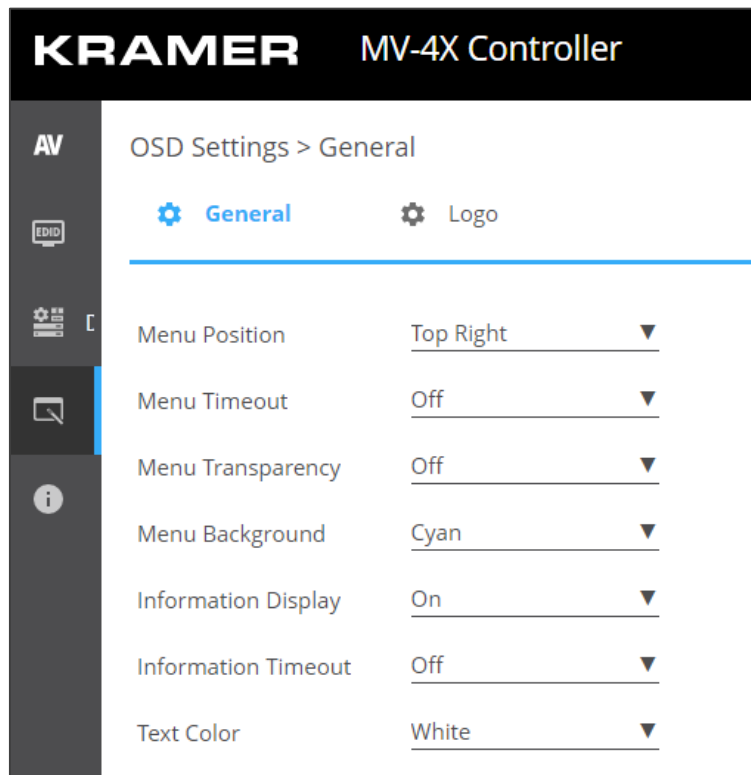 KRAMER MV-4X Controller
AV
OSD Settings > General
General Logo
EDID
Menu Position Top Right
Menu Timeout Off
Menu Transparency Off
Menu Background Cyan
Information Display On
Information Timeout Off
Text Color White